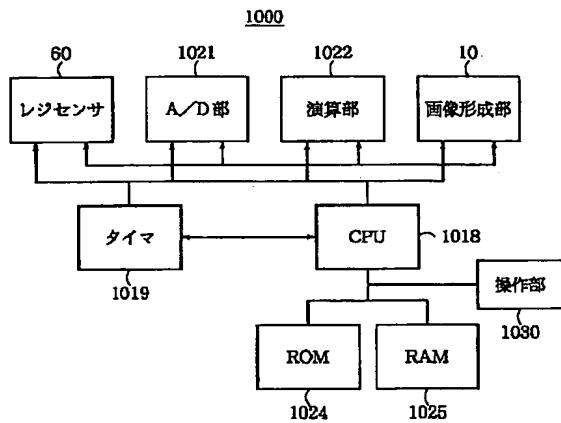 1000
60
1021
1022
10
レジセンサ
A／D部
演算部
画像形成部
タイマ
CPU
1018
1019
操作部
1030
ROM
RAM
1024
1025